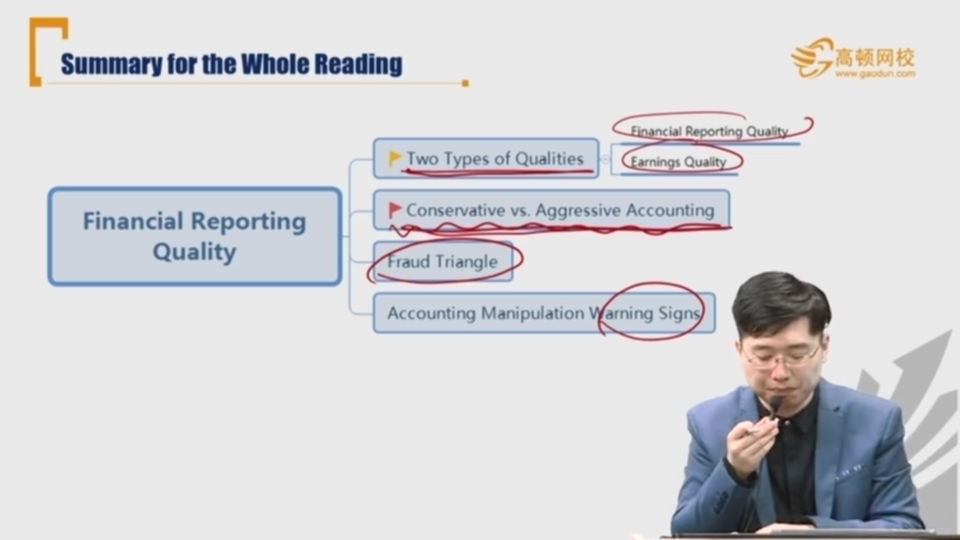 Summary for the Whole Reading
高顿网校
www.gaodun.com
Financial Reporting Quality
Two Types of Qualities
Earnings Quality
Financial Reporting
Quality
Conservative vs. Aggressive Accounting
Fraud Triangle
Accounting Manipulation Warning Signs